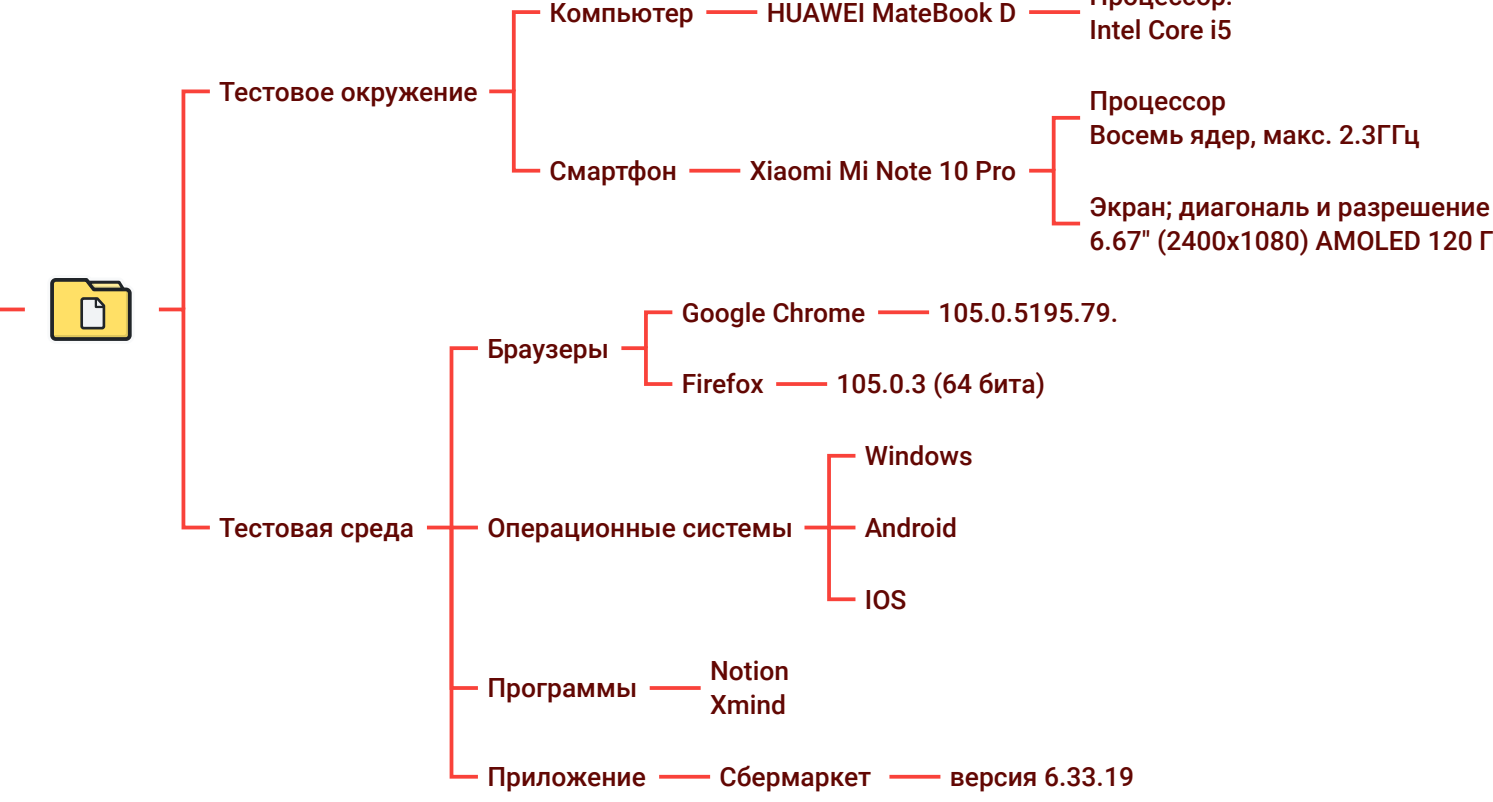 Компьютер
HUAWEI MateBook D
Процессор:
Intel Core i5
Тестовое окружение
Процессор
Восемь ядер, макс. 2.3ГГц
Смартфон
Xiaomi Mi Note 10 Pro
Экран; диагональ и разрешение
6.67" (2400x1080) AMOLED 120 Г
Google Chrome
105.0.5195.79.
Браузеры
Firefox
105.0.3 (64 бита)
Windows
Тестовая среда
Операционные системы
Android
IOS
Программы
Notion
Xmind
Приложение
Сбермаркет
версия 6.33.19